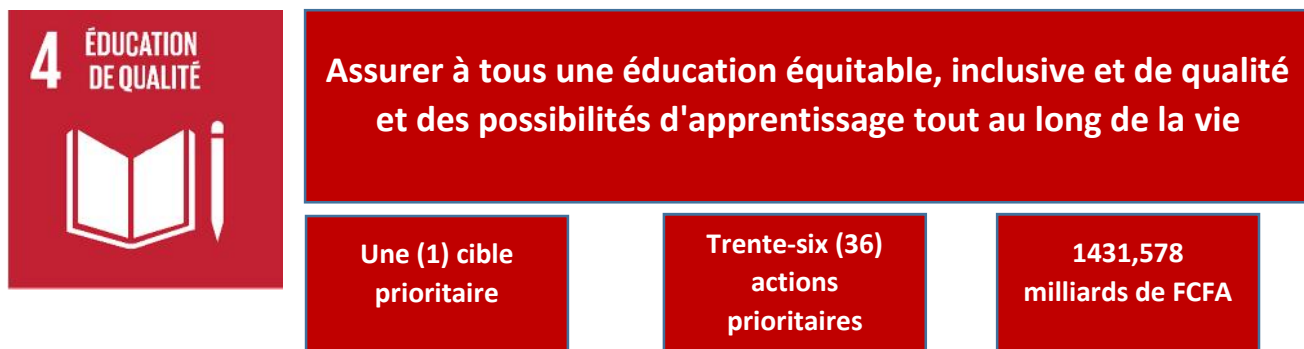 4 ÉDUCATION
DE QUALITÉ
Assurer à tous une éducation équitable, inclusive et de qualité
et des possibilités d'apprentissage tout au long de la vie
Une (1) cible
prioritaire
Trente-six (36)
actions
prioritaires
1431,578
milliards de FCFA